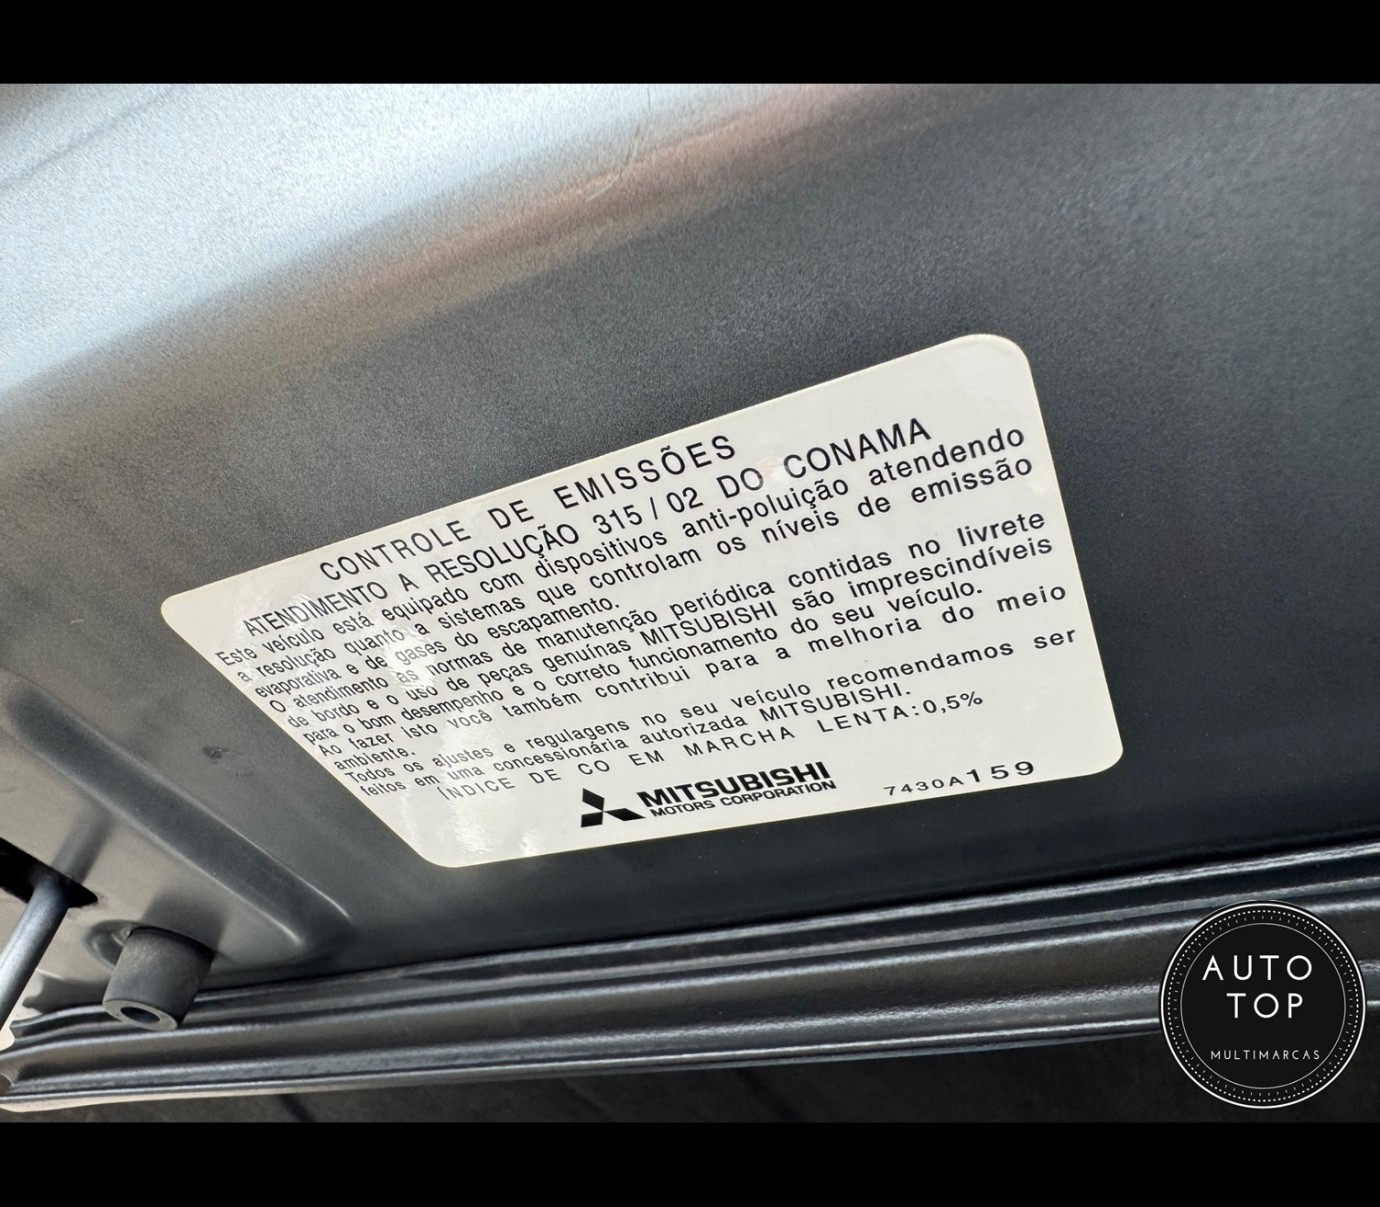 CONTROLE DE EMISSÕES
ATENDIMENTO A RESOLUÇÃO 315 / 02 DO CONAMA
Este veículo está equipado com dispositivos anti-poluição atendendo
a resolução quanto à sistemas que controlam os níveis de emissão
evaporativa e de gases do escapamento.
O atendimento às normas de manutenção periódica contidas no livrete
de bordo e o uso de peças genuínas MITSUBISHI são imprescindíveis
para o bom desempenho e o correto funcionamento do seu veículo.
Ao fazer isto você também contribui para a melhoria do meio
ambiente.
Todos os ajustes e regulagens no seu veículo recomendamos ser
feitos em uma concessionária autorizada MITSUBISHI.
ÍNDICE DE CO EM MARCHA LENTA:0,5%
MITSUBISHI
MOTORS CORPORATION
7430A159
AUTO
TOP
MULTIMARCAS